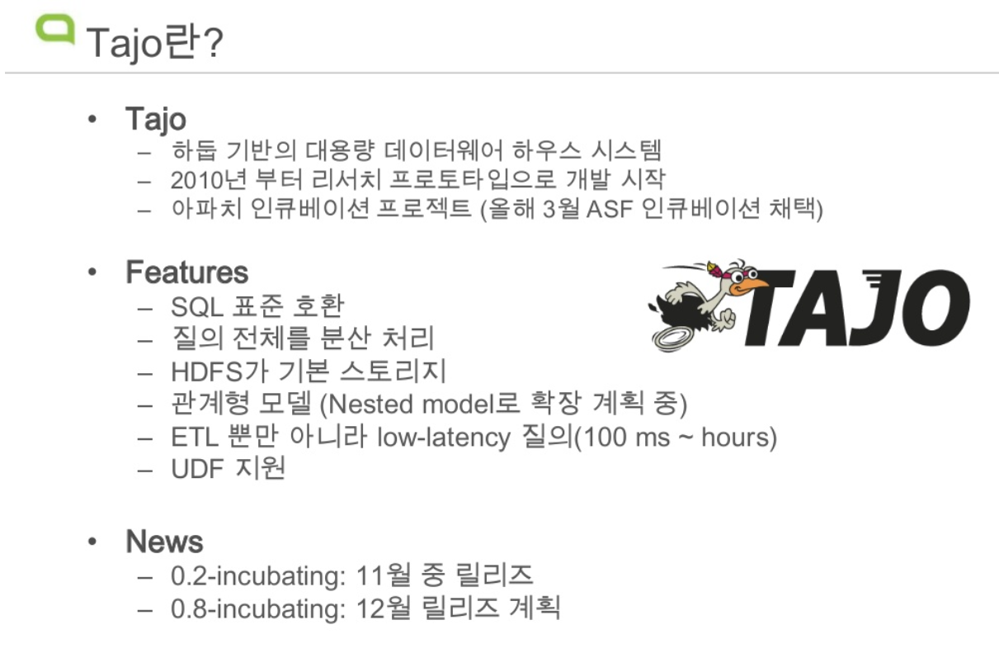 Tajo란?
• Tajo
– 하둡 기반의 대용량 데이터웨어 하우스 시스템
– 2010년 부터 리서치 프로토타입으로 개발 시작
– 아파치 인큐베이션 프로젝트 (올해 3월 ASF 인큐베이션 채택)
• Features
– SQL 표준 호환
– 질의 전체를 분산 처리
– HDFS가 기본 스토리지
– 관계형 모델 (Nested model로 확장 계획 중)
– ETL 뿐만 아니라 low-latency 질의(100 ms ~ hours)
– UDF 지원
TAJO
• News
– 0.2-incubating: 11월 중 릴리즈
– 0.8-incubating: 12월 릴리즈 계획